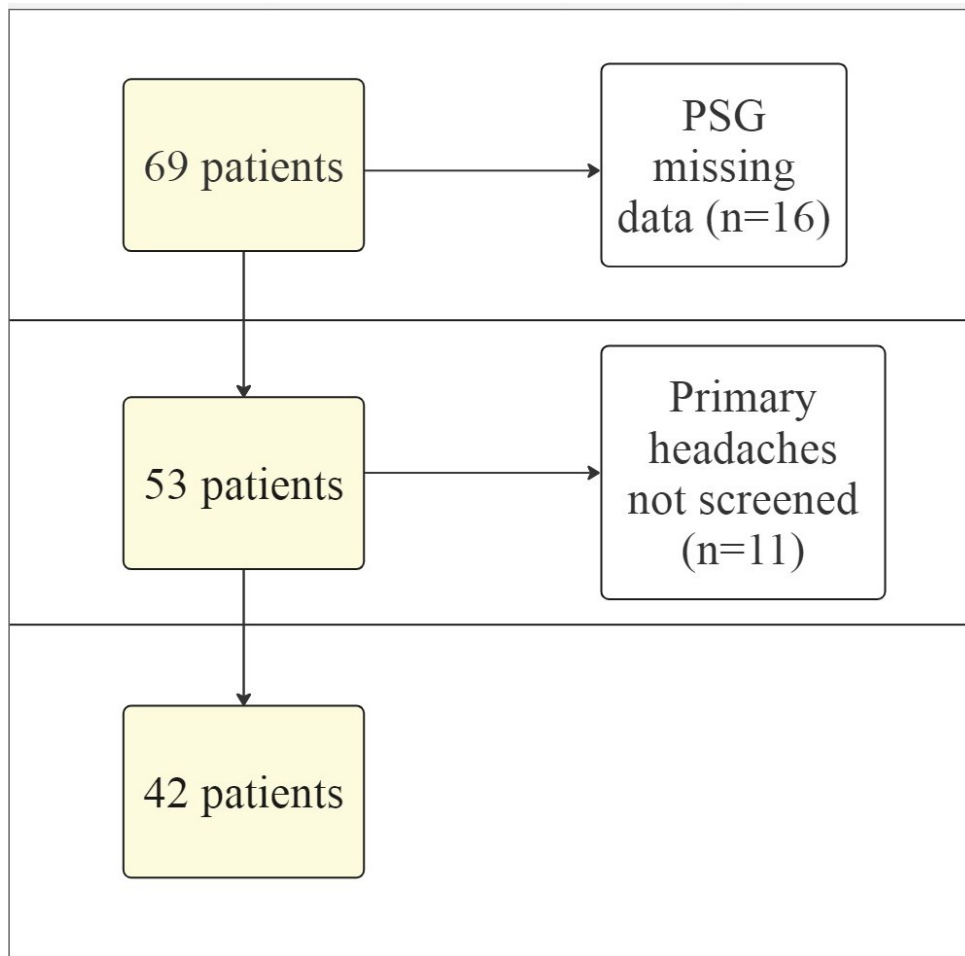 69 patients
PSG
missing
data (n=16)
53 patients
Primary
headaches
not screened
(n=11)
42 patients